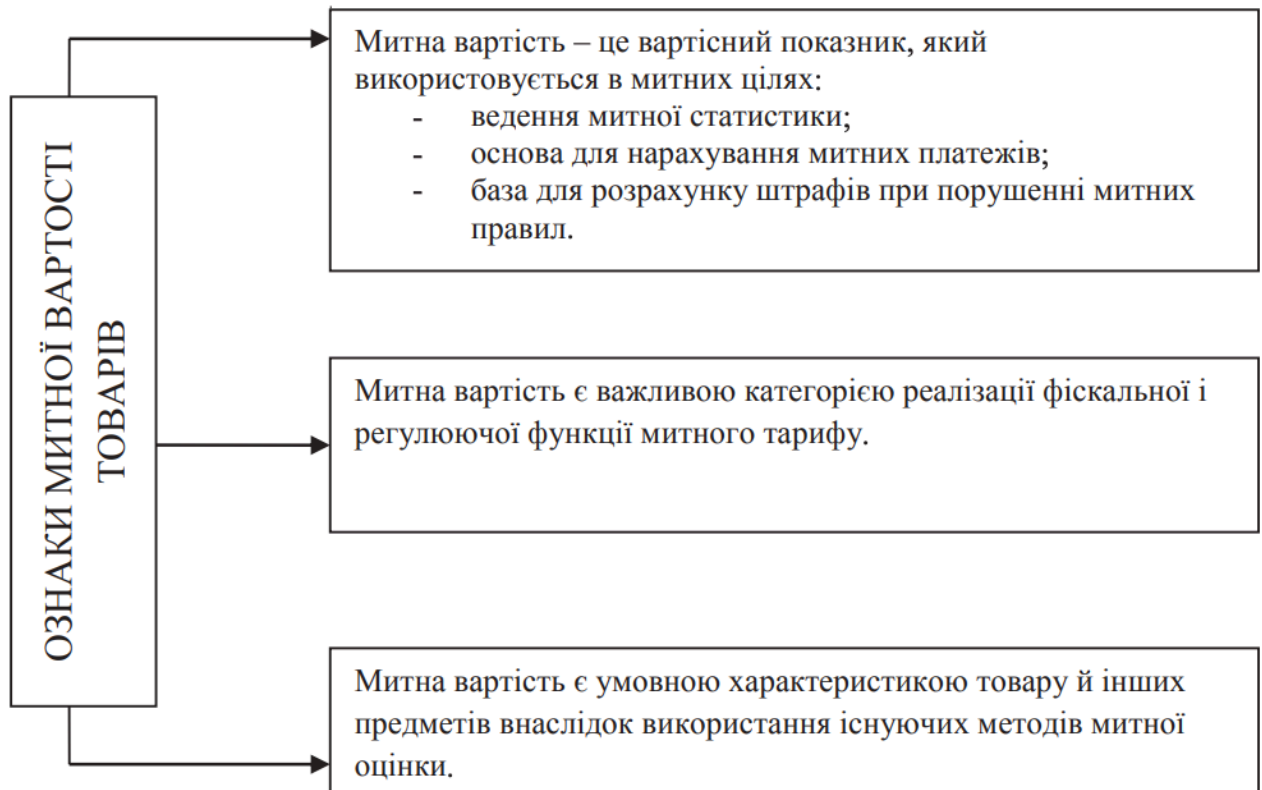 ОЗНАКИ МИТНОЇ ВАРТОСТІ
ТОВАРІВ
Митна вартість – це вартісний показник, який
використовується в митних цілях:
- ведення митної статистики;
- основа для нарахування митних платежів;
- база для розрахунку штрафів при порушенні митних
правил.
Митна вартість є важливою категорією реалізації фіскальної і
регулюючої функції митного тарифу.
Митна вартість є умовною характеристикою товару й інших
предметів внаслідок використання існуючих методів митної
оцінки.